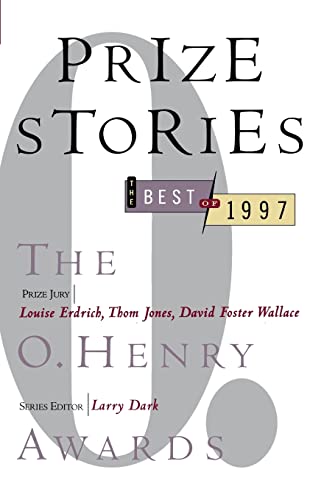 PRIZE
STORIES
THE BEST OF 1997
THE
PRIZE JURY Louise Erdrich, Thom Jones, David Foster Wallace
O. HENRY
SERIES EDITOR Larry Dark
AWARDS
O.